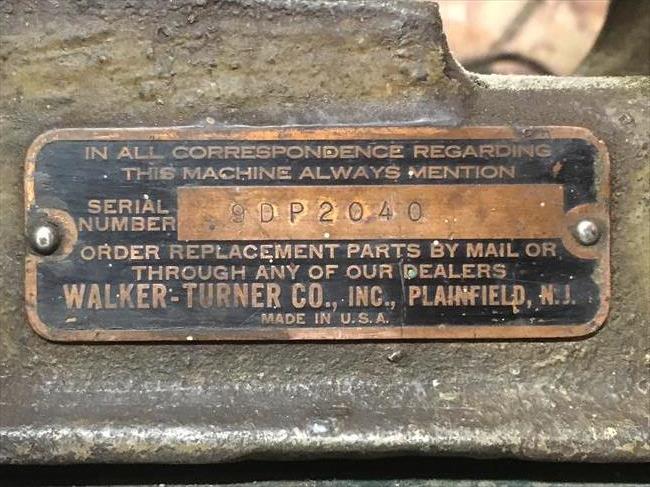 IN ALL CORRESPONDENCE REGARDING
THIS MACHINE ALWAYS MENTION
SERIAL NUMBER 9DP2040
ORDER REPLACEMENT PARTS BY MAIL OR
THROUGH ANY OF OUR DEALERS
WALKER-TURNER CO., INC., PLAINFIELD, N.J.
MADE IN U.S.A.